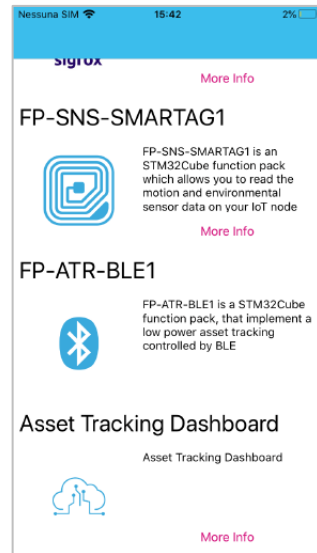 Nessuna SIM 15:42 2%
sigfox
More Info
FP-SNS-SMARTAG1
FP-SNS-SMARTAG1 is an
STM32Cube function pack
which allows you to read the
motion and environmental
sensor data on your IoT node
More Info
FP-ATR-BLE1
FP-ATR-BLE1 is a STM32Cube
function pack, that implement a
low power asset tracking
controlled by BLE
Asset Tracking Dashboard
Asset Tracking Dashboard
More Info